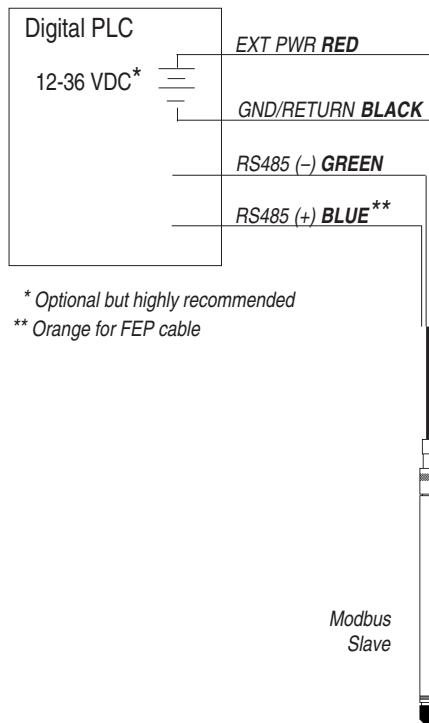 Digital PLC
12-36 VDC*
EXT PWR RED
GND/RETURN BLACK
RS485 (–) GREEN
RS485 (+) BLUE**
* Optional but highly recommended
** Orange for FEP cable
Modbus
Slave